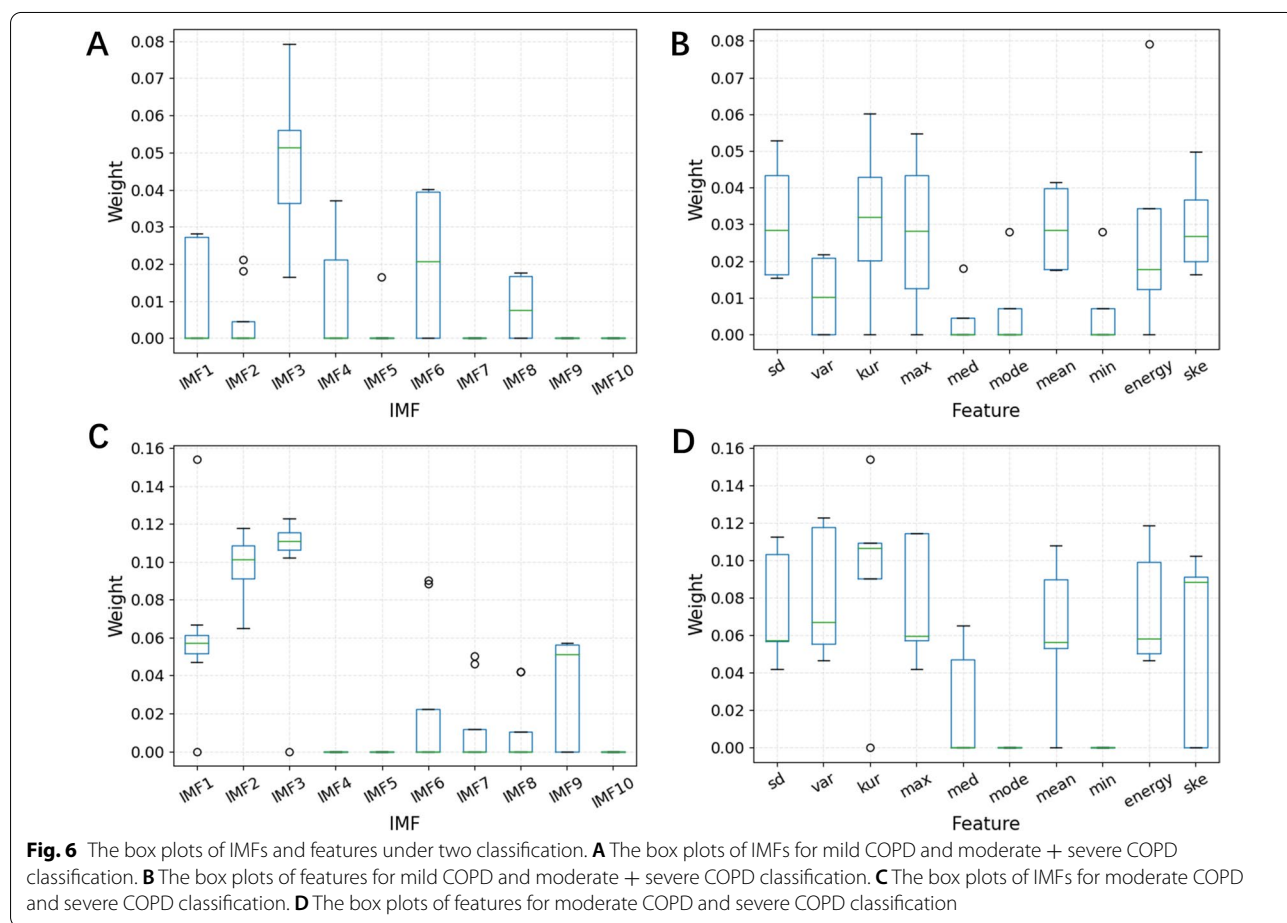 A
0.08
0.07
0.06
0.05
0.04
0.03
0.02
0.01
0.00
Weight
IMF1 IMF2 IMF3 IMF4 IMF5 IMF6 IMF7 IMF8 IMF9 IMF10
IMF
B
0.08
0.07
0.06
0.05
0.04
0.03
0.02
0.01
0.00
Weight
sd var kur max med mode mean min energy ske
Feature
C
0.16
0.14
0.12
0.10
0.08
0.06
0.04
0.02
0.00
Weight
IMF1 IMF2 IMF3 IMF4 IMF5 IMF6 IMF7 IMF8 IMF9 IMF10
IMF
D
0.16
0.14
0.12
0.10
0.08
0.06
0.04
0.02
0.00
Weight
sd var kur max med mode mean min energy ske
Feature
Fig. 6 The box plots of IMFs and features under two classification. A The box plots of IMFs for mild COPD and moderate + severe COPD
classification. B The box plots of features for mild COPD and moderate + severe COPD classification. C The box plots of IMFs for moderate COPD
and severe COPD classification. D The box plots of features for moderate COPD and severe COPD classification